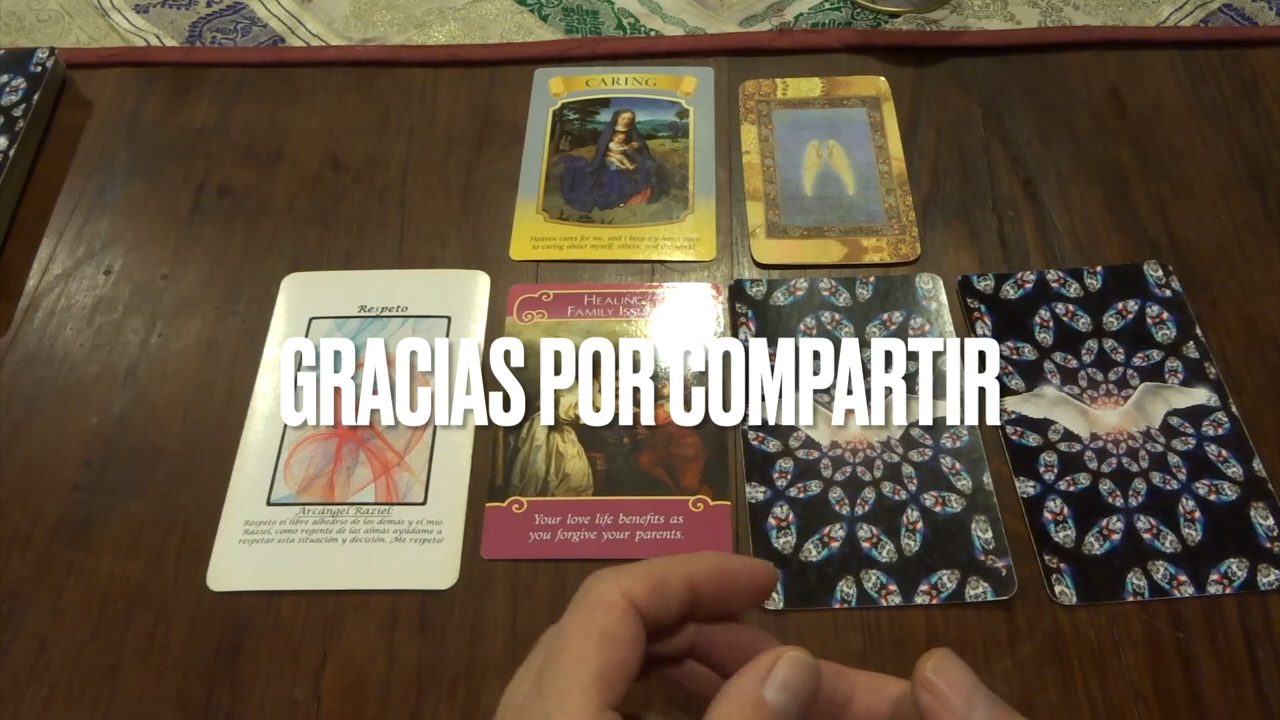 CARING
Heaven cares for me, and I keep my heart open
to caring about myself, others, and the world.
Respeto
HEALING
FAMILY
GRACIAS POR COMPARTIR
Arcángel Raziel:
Respeto el libre albedrío de los demás y el mío.
Raziel, como regente de las almas ayúdame a
respetar esta situación y decisión. ¡Me respeto!
Your love life benefits as
you forgive your parents.